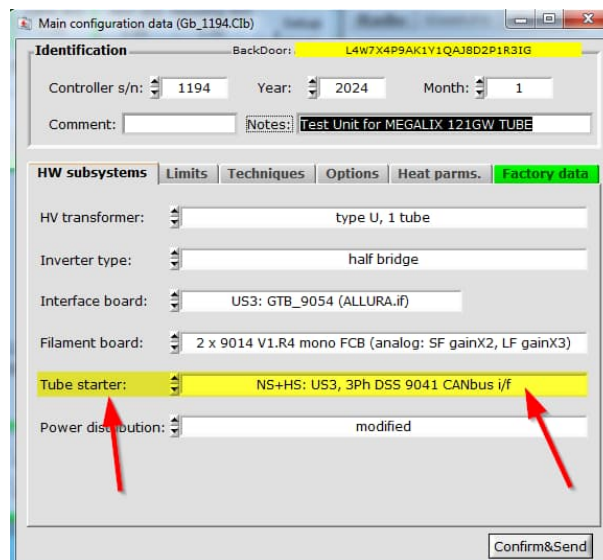 Main configuration data (Gb_1194.CIb)
Identification BackDoor: L4W7X4P9AK1Y1QAJ8D2P1R3IG
Controller s/n: 1194 Year: 2024 Month: 1
Comment: Notes: Test Unit for MEGALIX 121GW TUBE
HW subsystems Limits Techniques Options Heat parms. Factory data
HV transformer: type U, 1 tube
Inverter type: half bridge
Interface board: US3: GTB_9054 (ALLURA.if)
Filament board: 2 x 9014 V1.R4 mono FCB (analog: SF gainX2, LF gainX3)
Tube starter: NS+HS: US3, 3Ph DSS 9041 CANbus i/f
Power distribution: modified
Confirm&Send